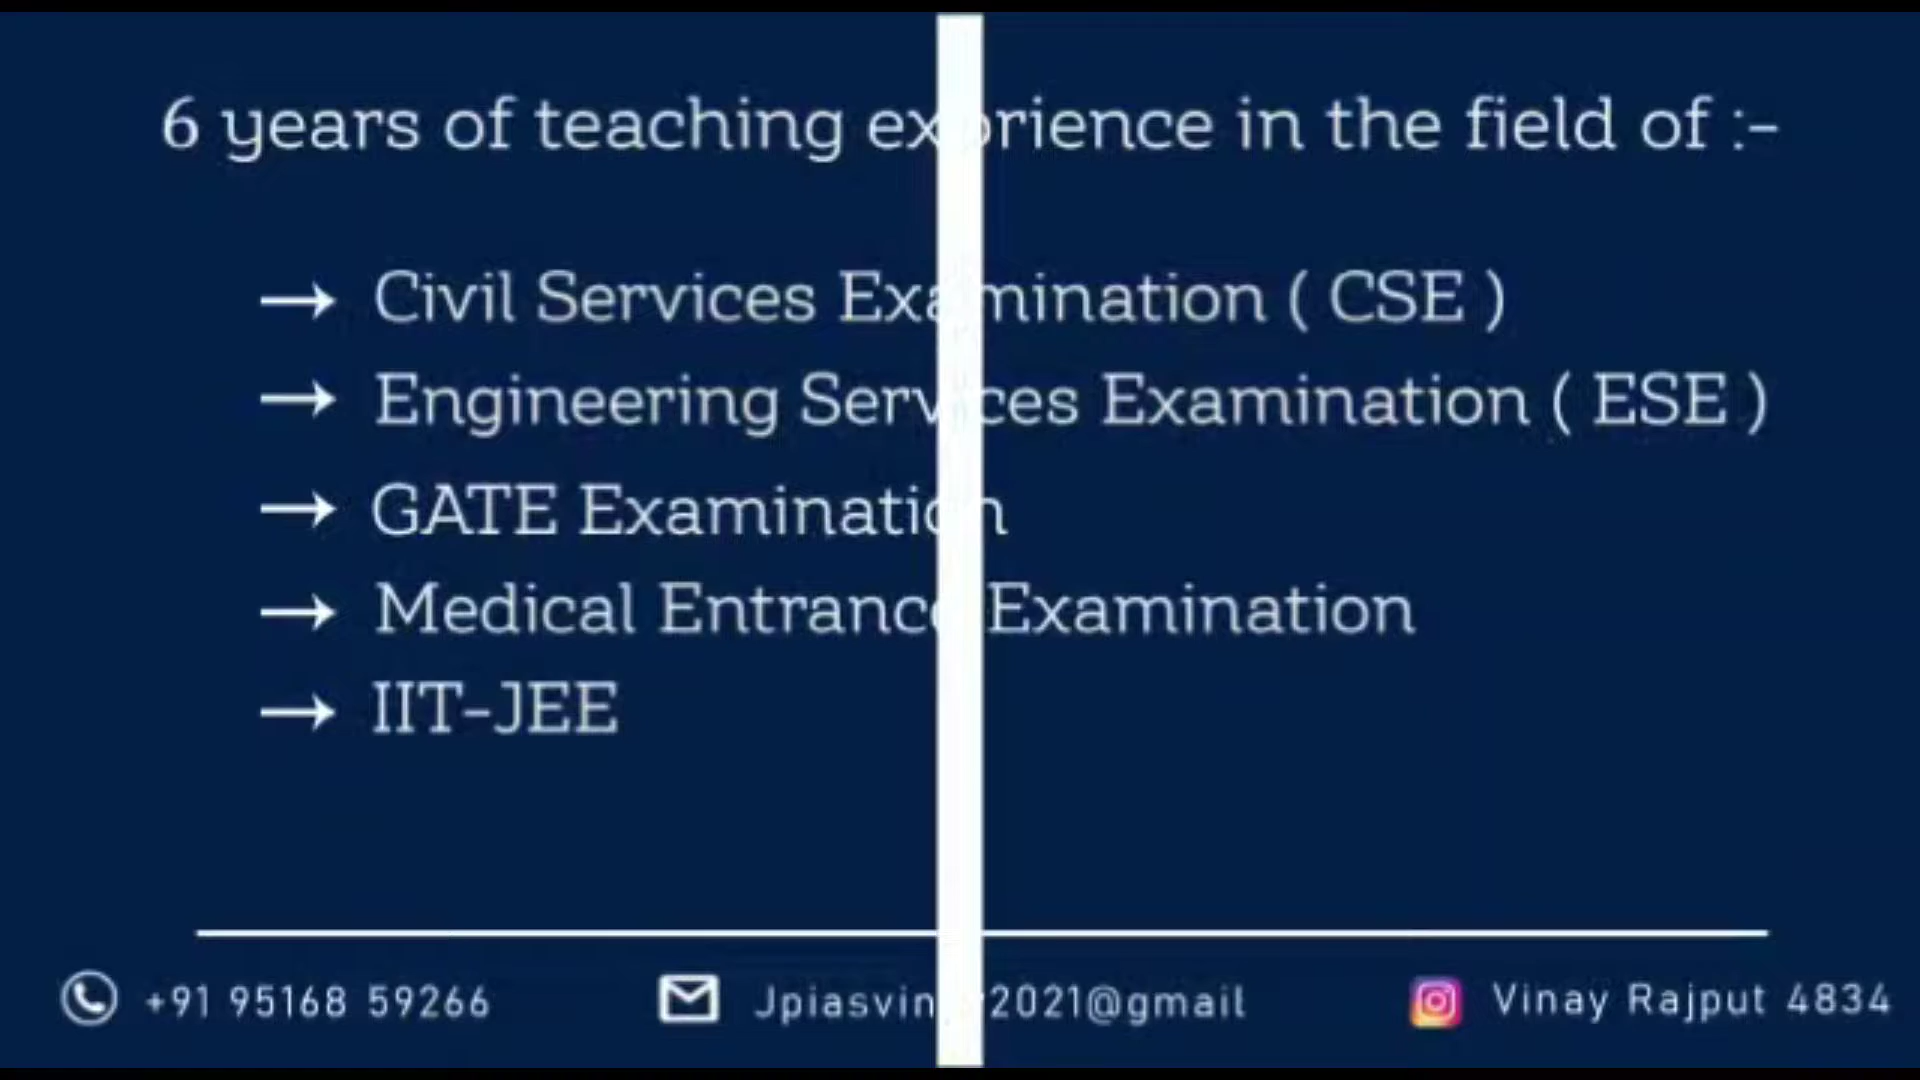 6 years of teaching exprience in the field of :-
→ Civil Services Examination ( CSE )
→ Engineering Services Examination ( ESE )
→ GATE Examination
→ Medical Entrance Examination
→ IIT-JEE
+91 95168 59266
Vinay Rajput 4834